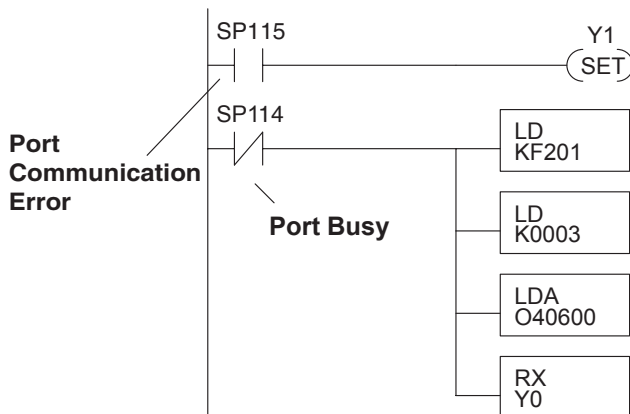 SP115
Y1
SET
SP114
Port
Communication
Error
LD
KF201
Port Busy
LD
K0003
LDA
O40600
RX
Y0